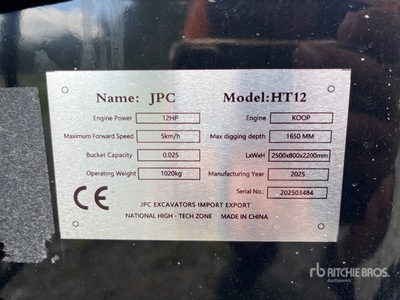 Name: JPC Model:HT12
Engine Power 12HP Engine KOOP
Maximum Forward Speed 5km/h Max digging depth 1650 MM
Bucket Capacity 0.025 LxWxH 2500x800x2200mm
Operating Weight 1020kg Manufacturing Year 2025
Serial No.: 202503484
CE
JPC EXCAVATORS IMPORT EXPORT
NATIONAL HIGH - TECH ZONE MADE IN CHINA
rb RITCHIE BROS.
auctioneers